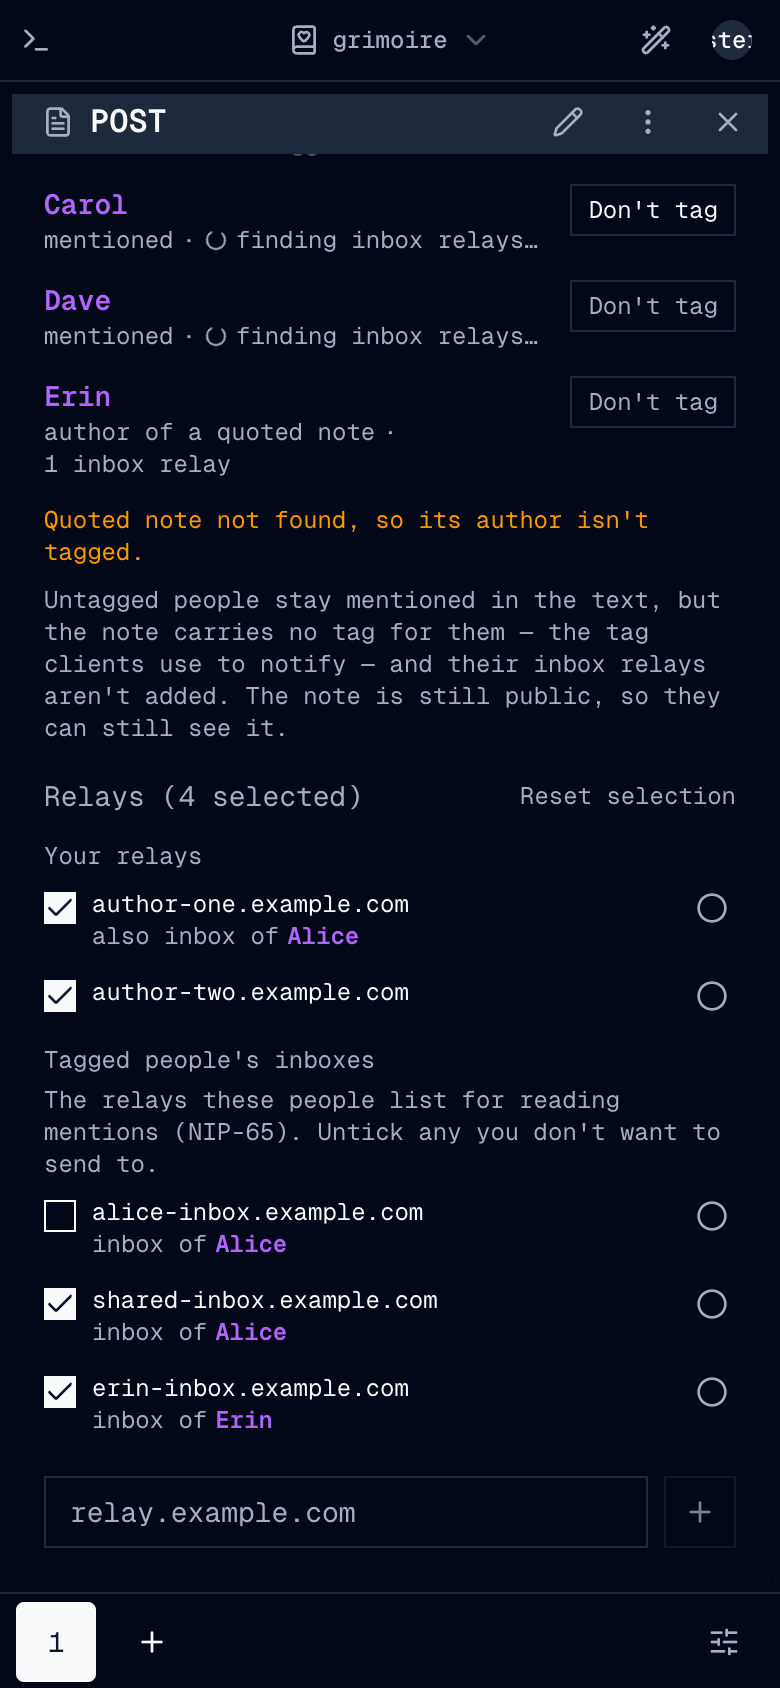 grimoire
ster
POST
Carol
Don't tag
mentioned · finding inbox relays…
Dave
Don't tag
mentioned · finding inbox relays…
Erin
Don't tag
author of a quoted note ·
1 inbox relay
Quoted note not found, so its author isn't
tagged.
Untagged people stay mentioned in the text, but
the note carries no tag for them — the tag
clients use to notify — and their inbox relays
aren't added. The note is still public, so they
can still see it.
Relays (4 selected)
Reset selection
Your relays
author-one.example.com
also inbox of Alice
author-two.example.com
Tagged people's inboxes
The relays these people list for reading
mentions (NIP-65). Untick any you don't want to
send to.
alice-inbox.example.com
inbox of Alice
shared-inbox.example.com
inbox of Alice
erin-inbox.example.com
inbox of Erin
relay.example.com
1